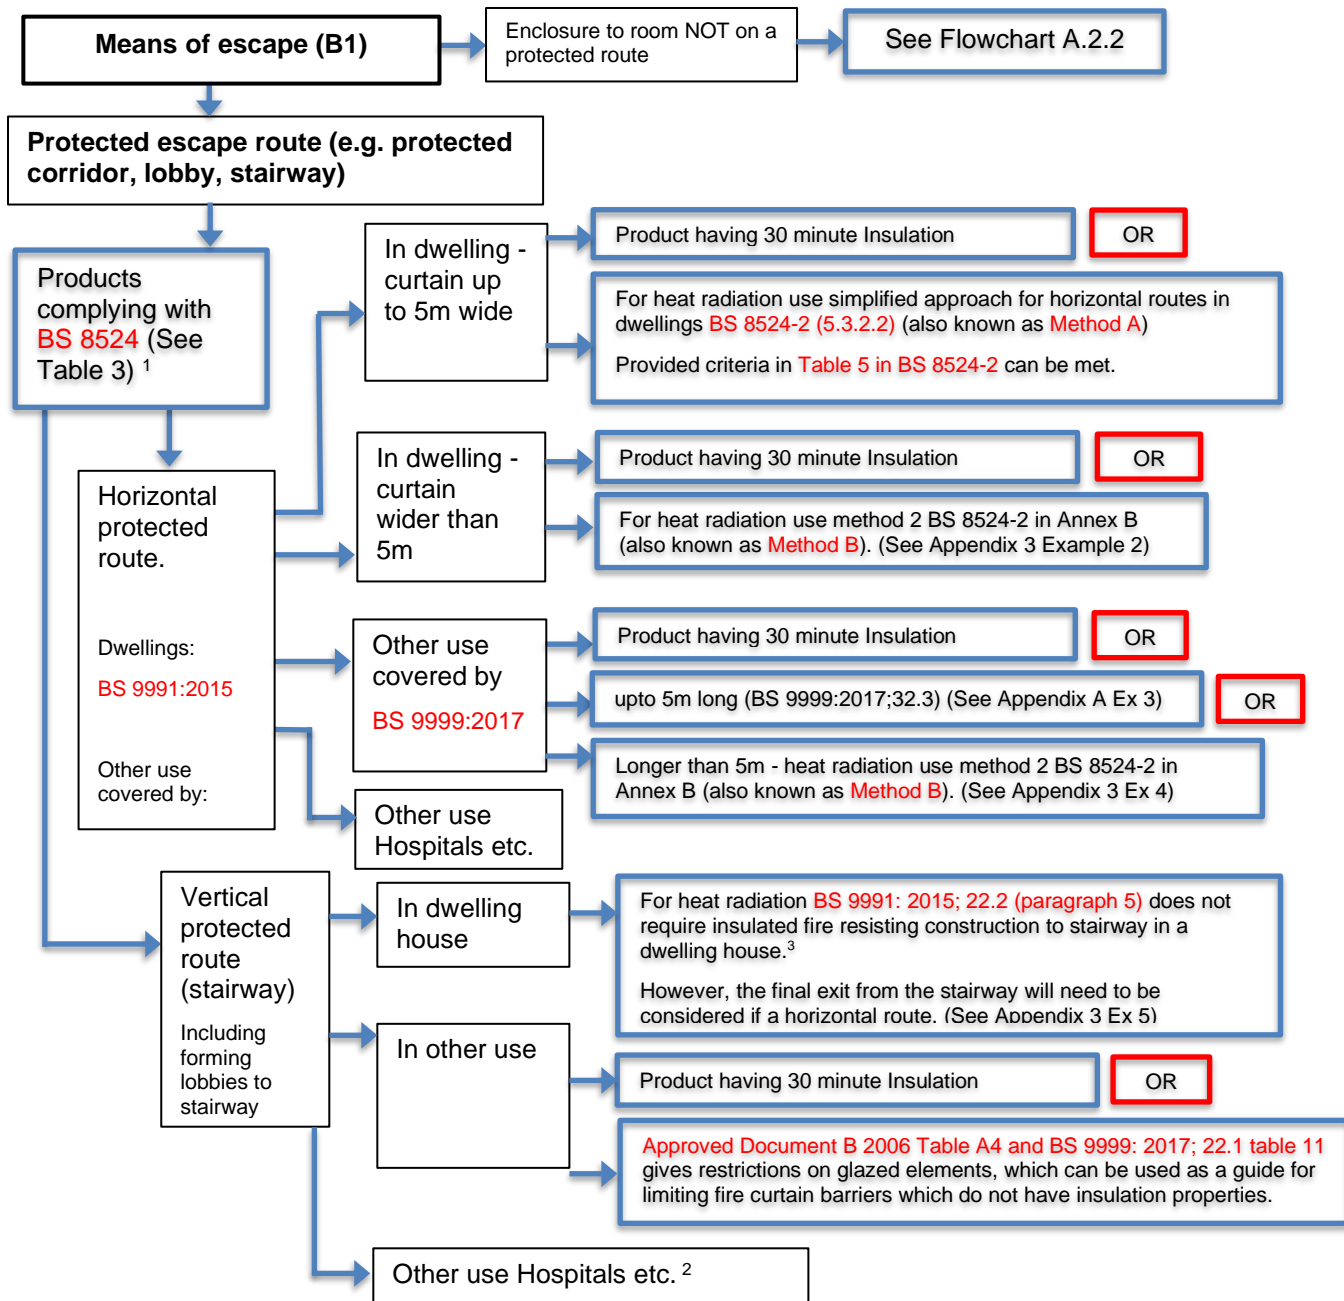 Means of escape (B1)
Enclosure to room NOT on a
protected route
See Flowchart A.2.2
Protected escape route (e.g. protected
corridor, lobby, stairway)
Products
complying with
BS 8524 (See
Table 3) 1
In dwelling -
curtain up
to 5m wide
Product having 30 minute Insulation
OR
For heat radiation use simplified approach for horizontal routes in
dwellings BS 8524-2 (5.3.2.2) (also known as Method A)
Provided criteria in Table 5 in BS 8524-2 can be met.
Horizontal
protected
route.
Dwellings:
BS 9991:2015
Other use
covered by:
In dwelling -
curtain
wider than
5m
Product having 30 minute Insulation
OR
For heat radiation use method 2 BS 8524-2 in Annex B
(also known as Method B). (See Appendix 3 Example 2)
Other use
covered by
BS 9999:2017
Product having 30 minute Insulation
OR
upto 5m long (BS 9999:2017;32.3) (See Appendix A Ex 3)
OR
Longer than 5m - heat radiation use method 2 BS 8524-2 in
Annex B (also known as Method B). (See Appendix 3 Ex 4)
Other use
Hospitals etc.
Vertical
protected
route
(stairway)
Including
forming
lobbies to
stairway
In dwelling
house
For heat radiation BS 9991: 2015; 22.2 (paragraph 5) does not
require insulated fire resisting construction to stairway in a
dwelling house.3
However, the final exit from the stairway will need to be
considered if a horizontal route. (See Appendix 3 Ex 5)
In other use
Product having 30 minute Insulation
OR
Approved Document B 2006 Table A4 and BS 9999: 2017; 22.1 table 11
gives restrictions on glazed elements, which can be used as a guide for
limiting fire curtain barriers which do not have insulation properties.
Other use Hospitals etc. 2